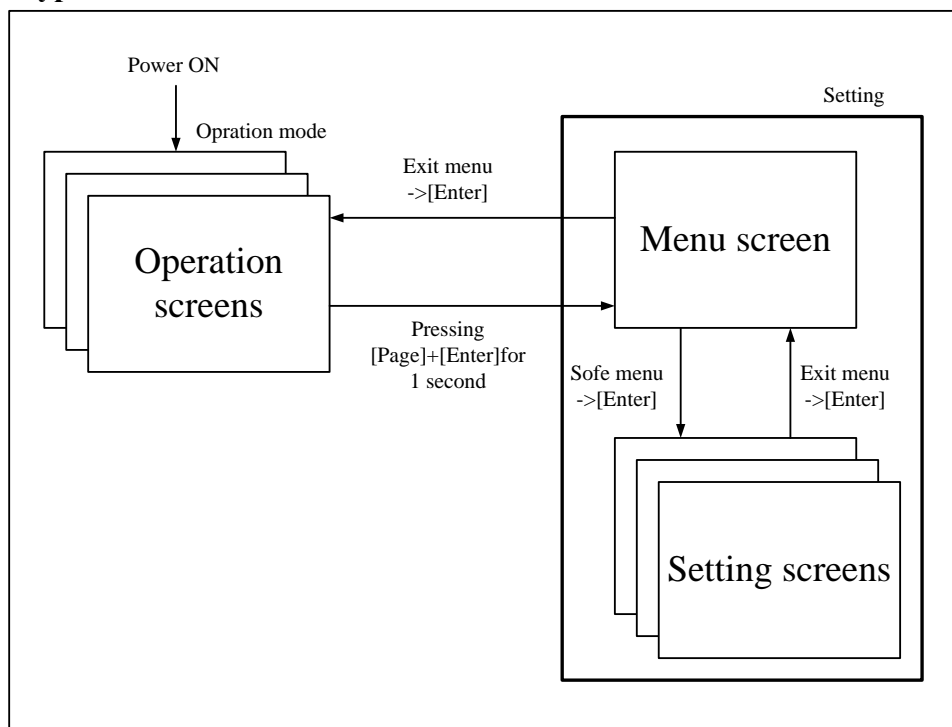 Power ON
Setting
Opration mode
Exit menu
->[Enter]
Menu screen
Operation
screens
Pressing
[Page]+[Enter]for
1 second
Sofe menu
->[Enter]
Exit menu
->[Enter]
Setting screens